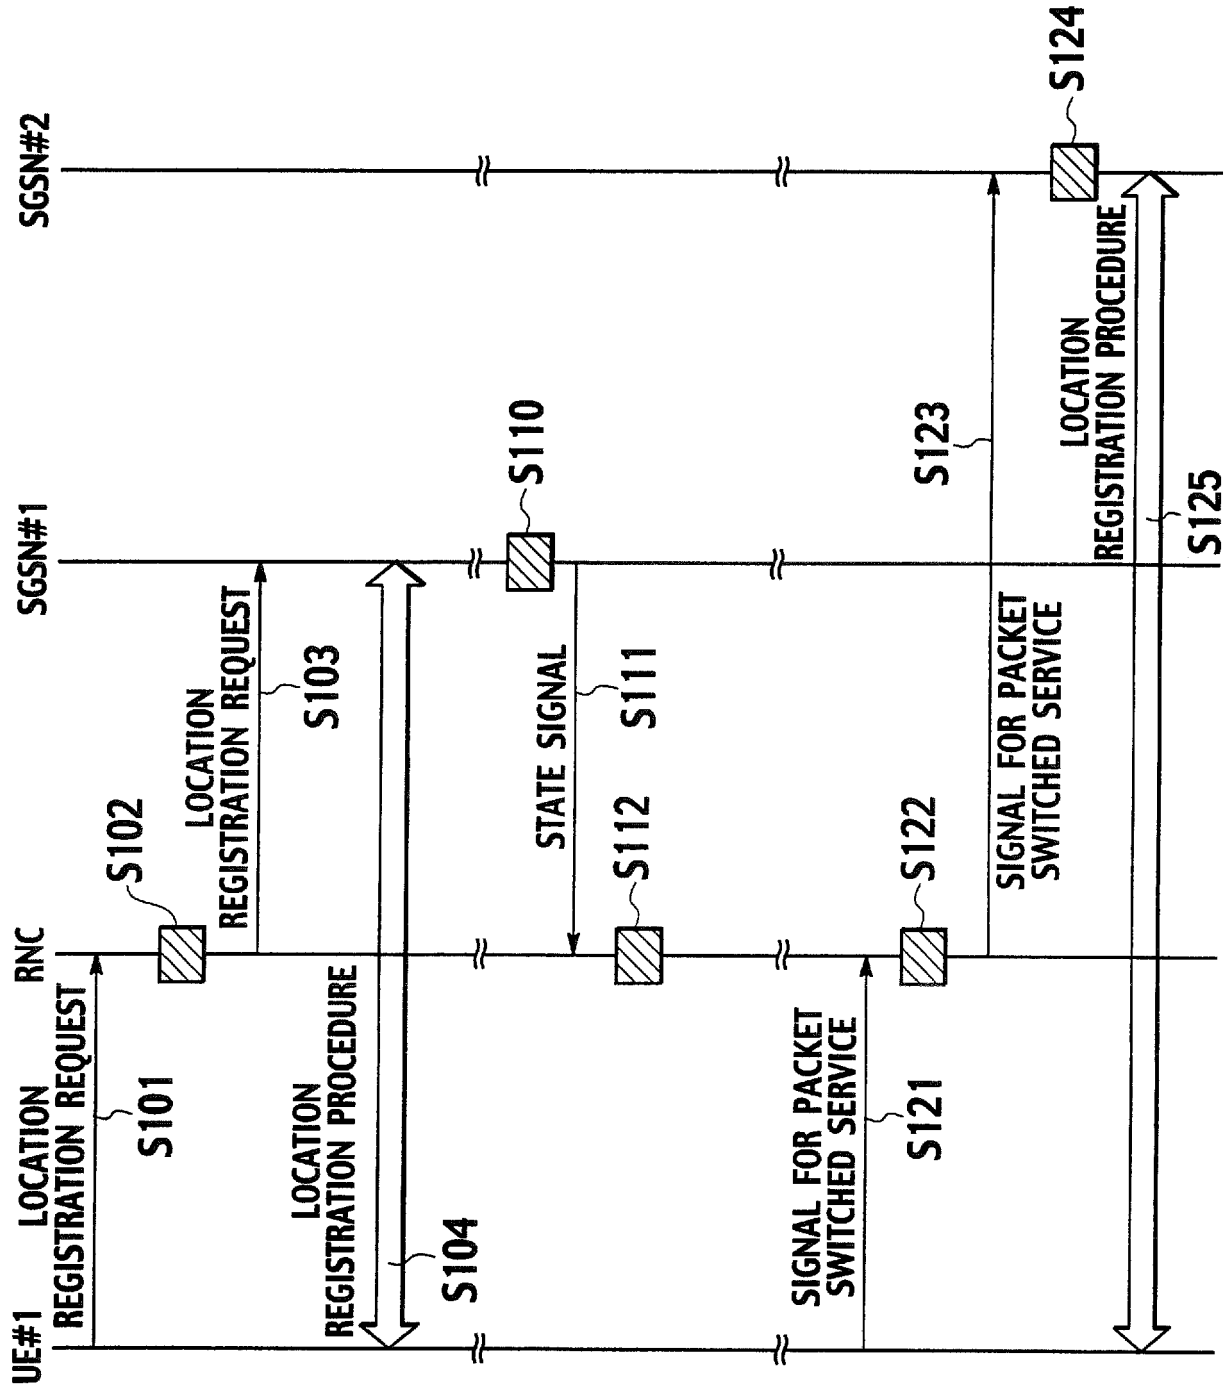 UE#1
RNC
SGSN#1
SGSN#2
LOCATION
REGISTRATION REQUEST
S101
S102
LOCATION
REGISTRATION REQUEST
S103
LOCATION
REGISTRATION PROCEDURE
S104
S110
STATE SIGNAL
S111
S112
SIGNAL FOR PACKET
SWITCHED SERVICE
S121
S122
SIGNAL FOR PACKET
SWITCHED SERVICE
S123
S124
LOCATION
REGISTRATION PROCEDURE
S125